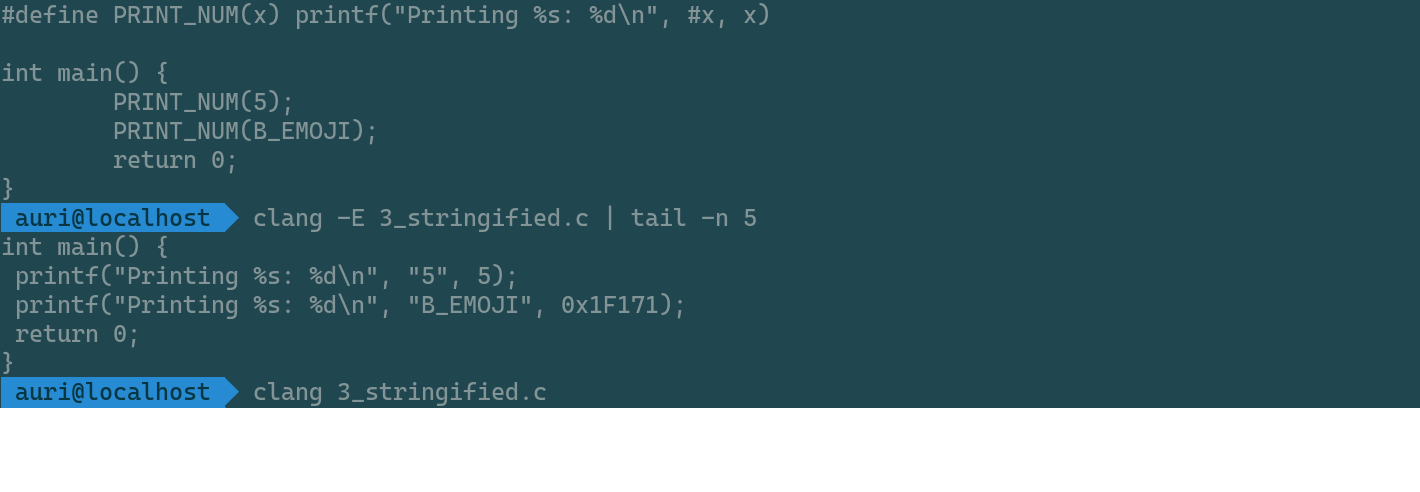 #define PRINT_NUM(x) printf("Printing %s: %d\n", #x, x)
int main() {
        PRINT_NUM(5);
        PRINT_NUM(B_EMOJI);
        return 0;
}
auri@localhost clang -E 3_stringified.c | tail -n 5
int main() {
 printf("Printing %s: %d\n", "5", 5);
 printf("Printing %s: %d\n", "B_EMOJI", 0x1F171);
 return 0;
}
auri@localhost clang 3_stringified.c